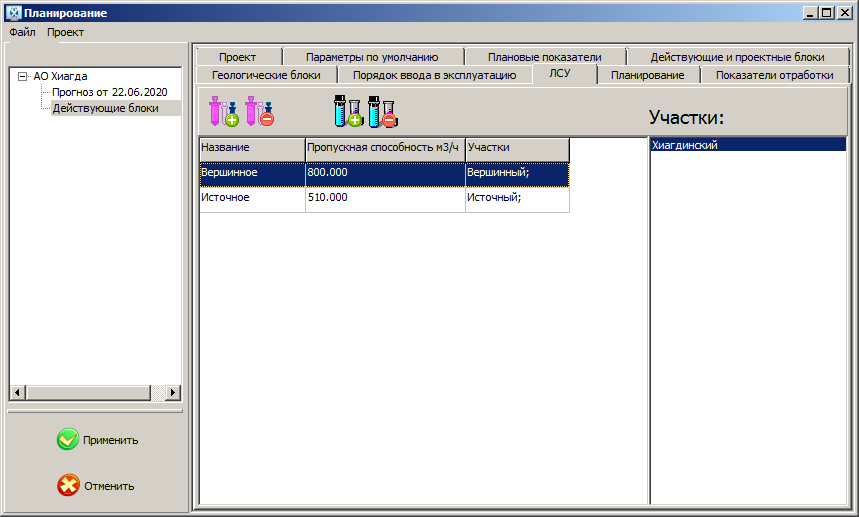 Планирование
Файл Проект
АО Хиагда
Прогноз от 22.06.2020
Действующие блоки
Применить
Отменить
Проект Параметры по умолчанию Плановые показатели Действующие и проектные блоки
Геологические блоки Порядок ввода в эксплуатацию ЛСУ Планирование Показатели отработки
Участки:
Название Пропускная способность м3/ч Участки
Вершинное 800.000 Вершинный;
Источное 510.000 Источный;
Хиагдинский